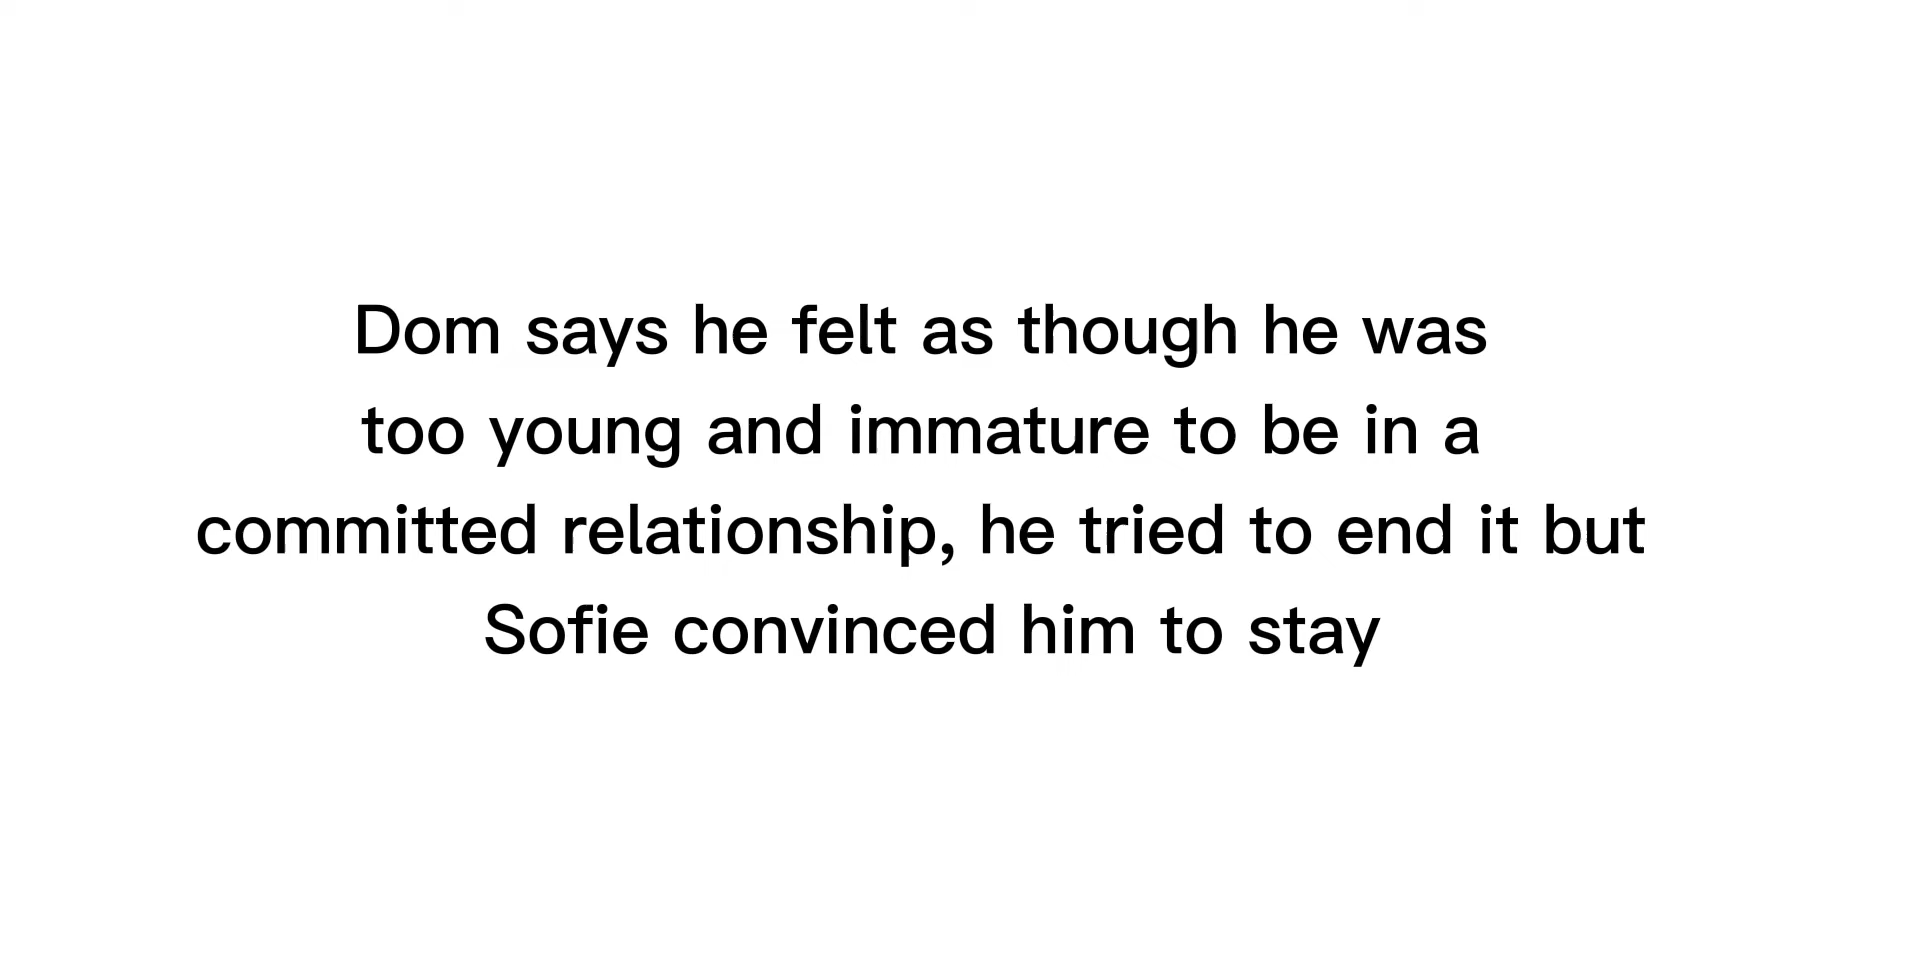 Dom says he felt as though he was
too young and immature to be in a
committed relationship, he tried to end it but
Sofie convinced him to stay